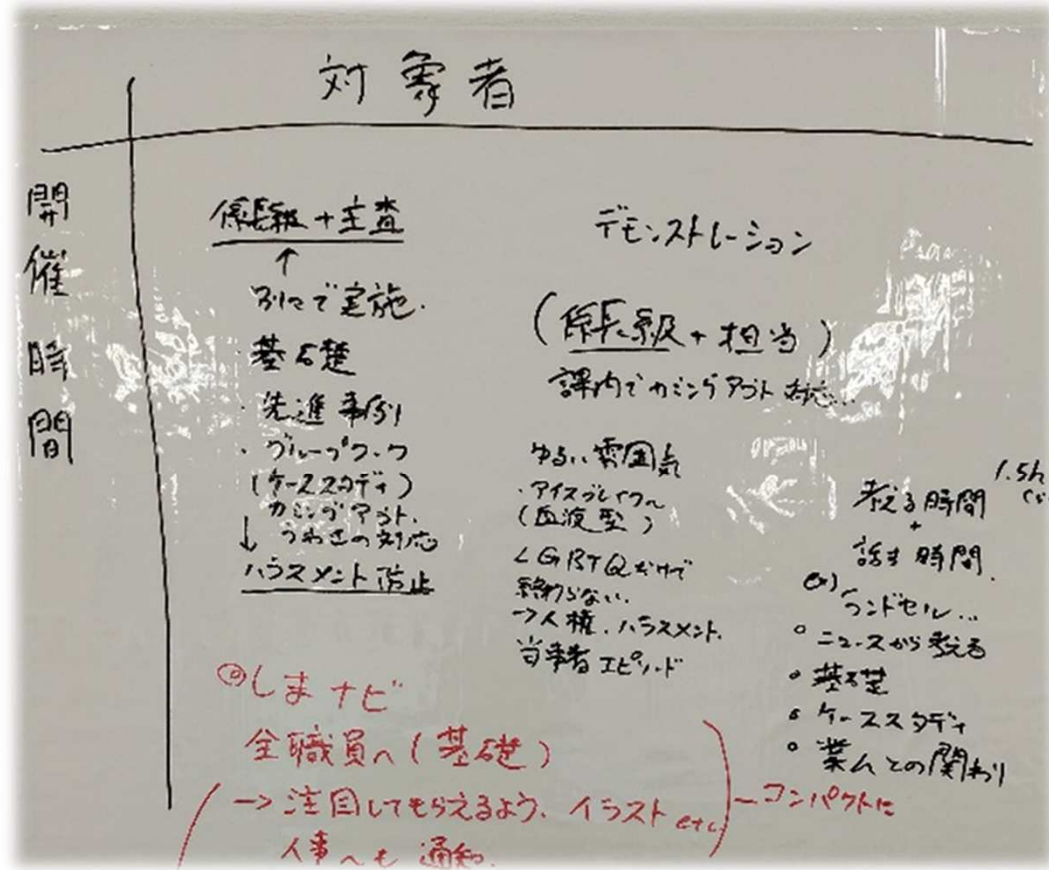 対象者
開催時間
係長級+主査
↑
別々で実施.
・基礎
・先進事例
・グループワーク
(ケーススタディ)
カミングアウト.
↓うわさの対応
ハラスメント防止
デモンストレーション
(係長級+担当)
課内でカミングアウト対応...
ゆるい雰囲気
・アイスブレイクへ
(血液型)
LGBTQだけで
終わらない.
→人権.ハラスメント.
当事者エピソード
1.5h
考える時間
+
話す時間.
ex)ランドセル...
○ニュースから考える
○基礎
○ケーススタディ
○業務との関わり
しまナビ
全職員へ(基礎)
→注目してもらえるよう.イラストetc
人事へも通知.
コンパクトに